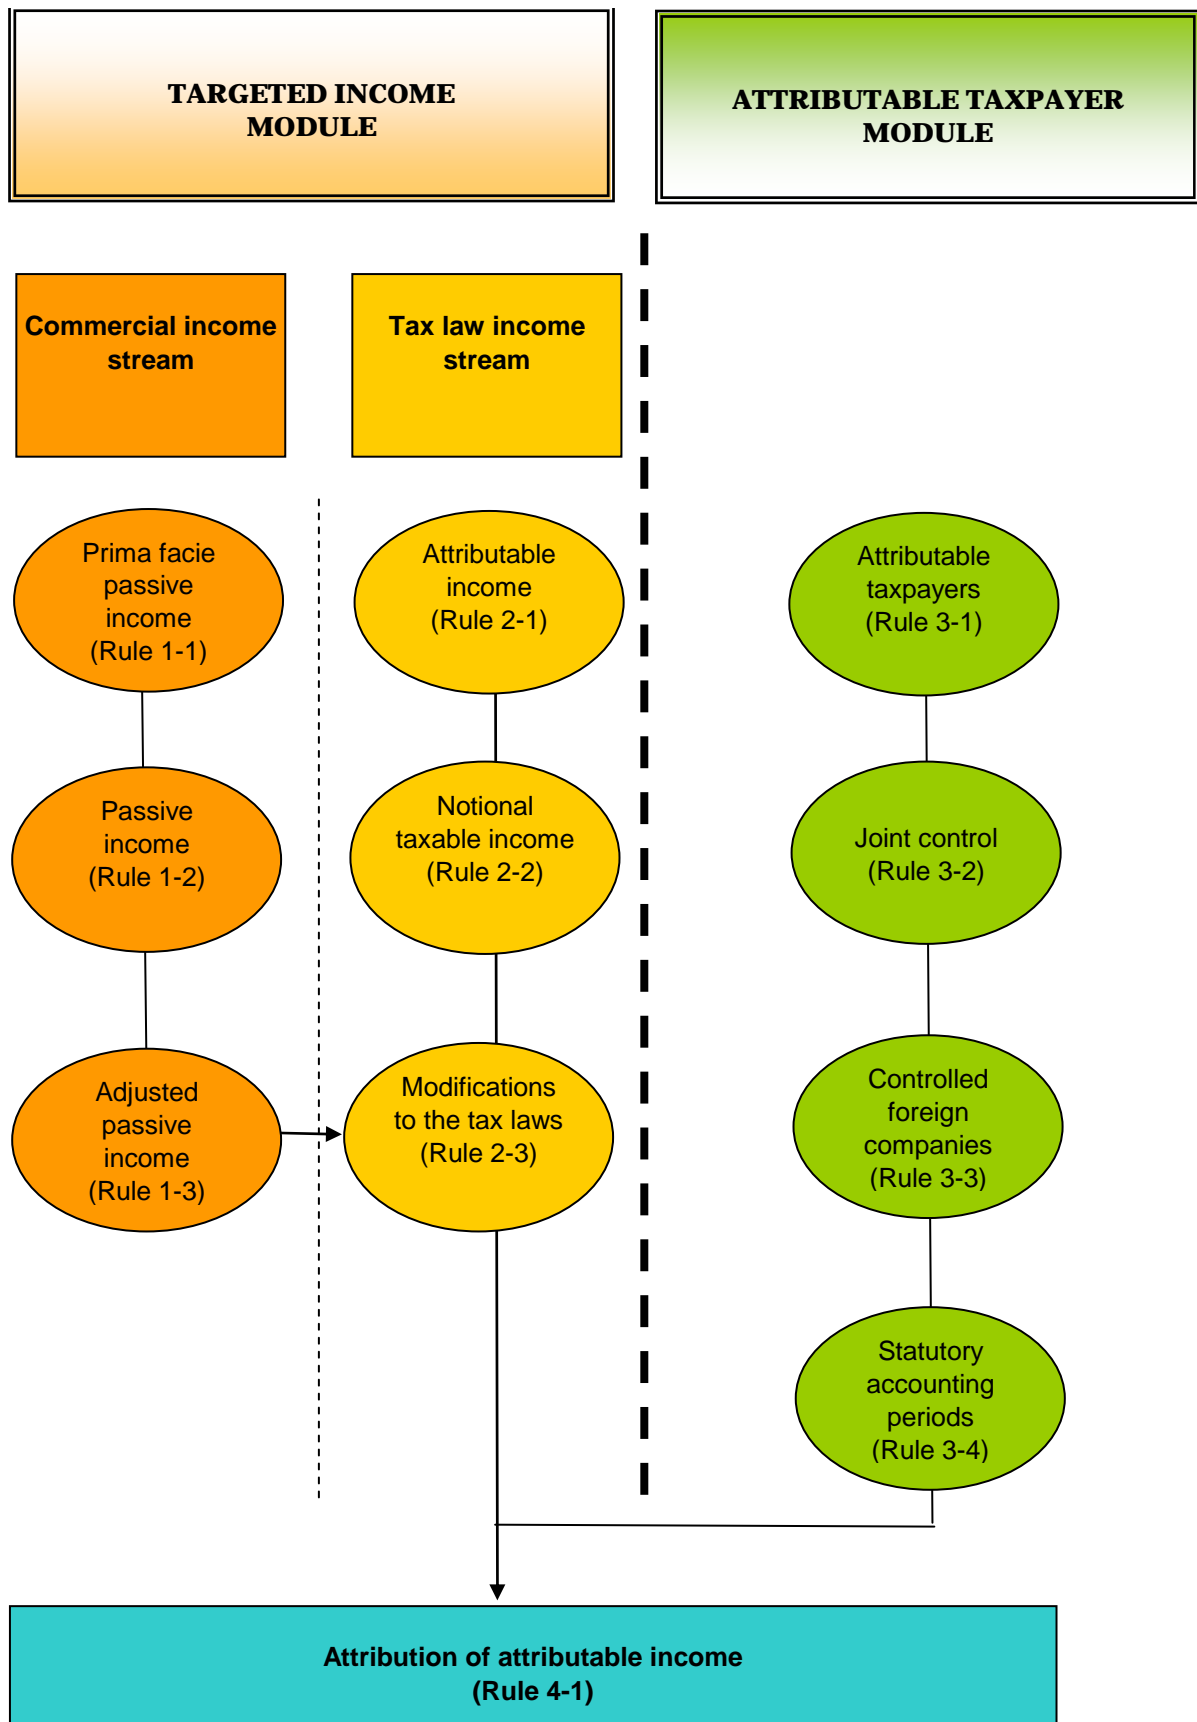 TARGETED INCOME
MODULE
ATTRIBUTABLE TAXPAYER
MODULE
Commercial income
stream
Tax law income
stream
Prima facie
passive
income
(Rule 1-1)
Attributable
income
(Rule 2-1)
Attributable
taxpayers
(Rule 3-1)
Passive
income
(Rule 1-2)
Notional
taxable income
(Rule 2-2)
Joint control
(Rule 3-2)
Adjusted
passive
income
(Rule 1-3)
Modifications
to the tax laws
(Rule 2-3)
Controlled
foreign
companies
(Rule 3-3)
Statutory
accounting
periods
(Rule 3-4)
Attribution of attributable income
(Rule 4-1)